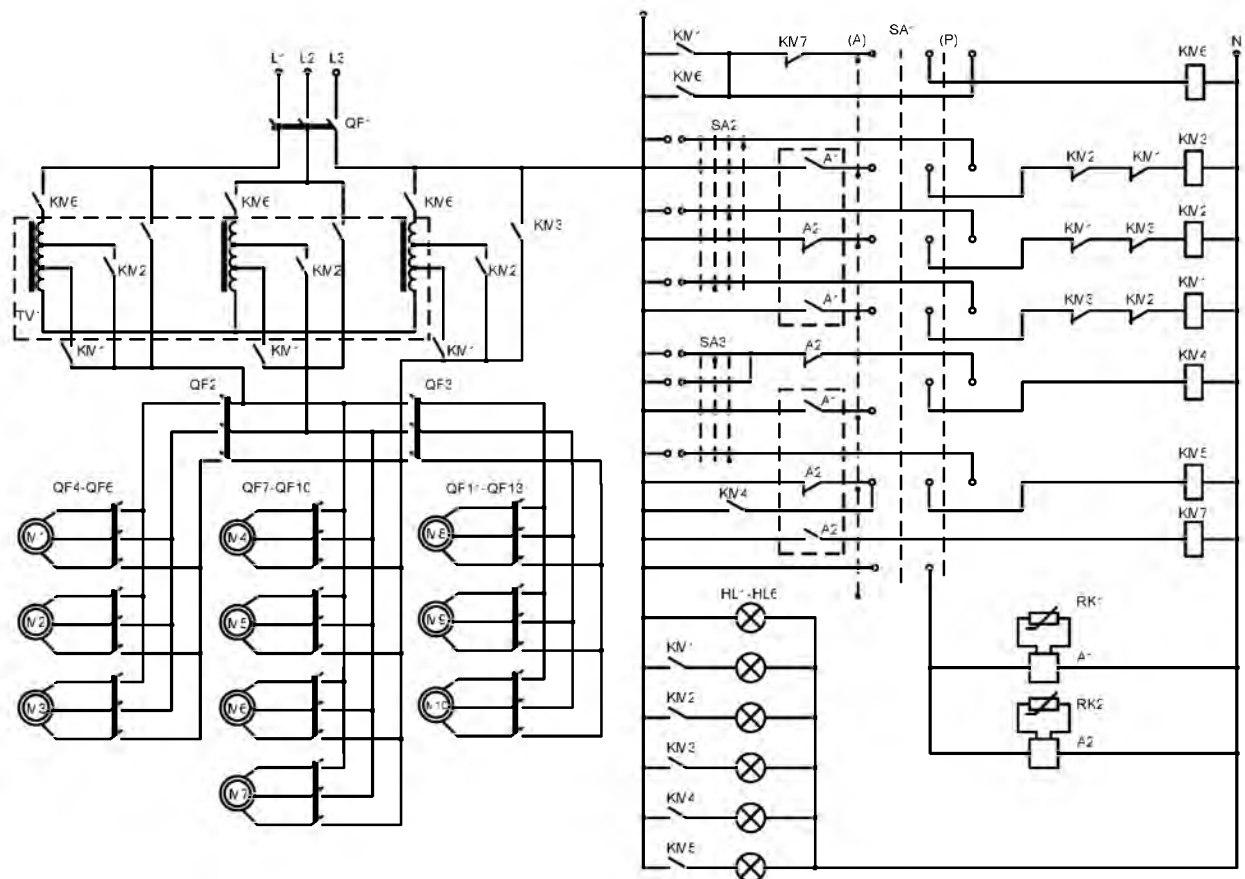 L1 L2 L3
QF1
KM6 KM6 KM6 KM3
KM2 KM2 KM2
TV1
KM1 KM1 KM1
QF2 QF3
QF4-QF6 QF7-QF10 QF11-QF13
M1 M4 M8
M2 M5 M9
M3 M6 M10
M7
KM1 KM7 (A) SA1 (P) N
KM6 KM6
SA2
A1 KM2 KM1 KM3
A2 KM1 KM3 KM2
A1 KM3 KM2 KM1
SA3 A2 KM4
A1
A2 KM5
KM4
A2 KM7
HL1-HL6
RK1
KM1 A1
KM2 RK2
A2
KM3
KM4
KM5